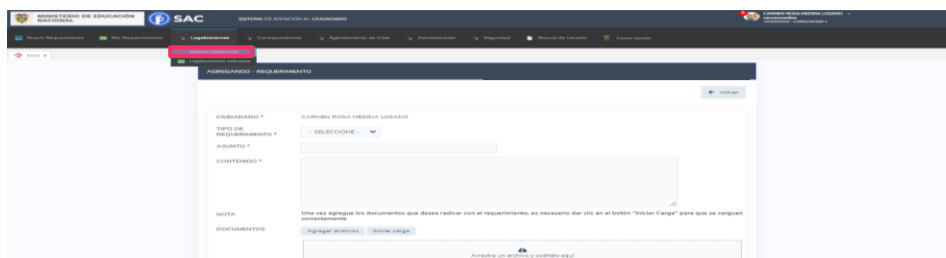 MINISTERIO DE EDUCACIÓN
NACIONAL
SAC
SISTEMA DE ATENCIÓN AL CIUDADANO
CARMEN ROSA MEDINA LOZANO
Nuevo Requerimiento Mis Requerimientos Legalizaciones Correspondencia Agendamiento de Citas Administración Seguridad Manual de Usuario Cerrar sesión
Inicio x
Legalizaciones
AGREGANDO - REQUERIMIENTO
Volver
CIUDADANO * CARMEN ROSA MEDINA LOZANO
TIPO DE
REQUERIMIENTO * - SELECCIONE -
ASUNTO *
CONTENIDO *
NOTA Una vez agregue los documentos que desea radicar con el requerimiento, es necesario dar clic en el botón "Iniciar Carga" para que se carguen
correctamente.
DOCUMENTOS Agregar archivos Iniciar carga
Arrastra un archivo y suéltalo aquí